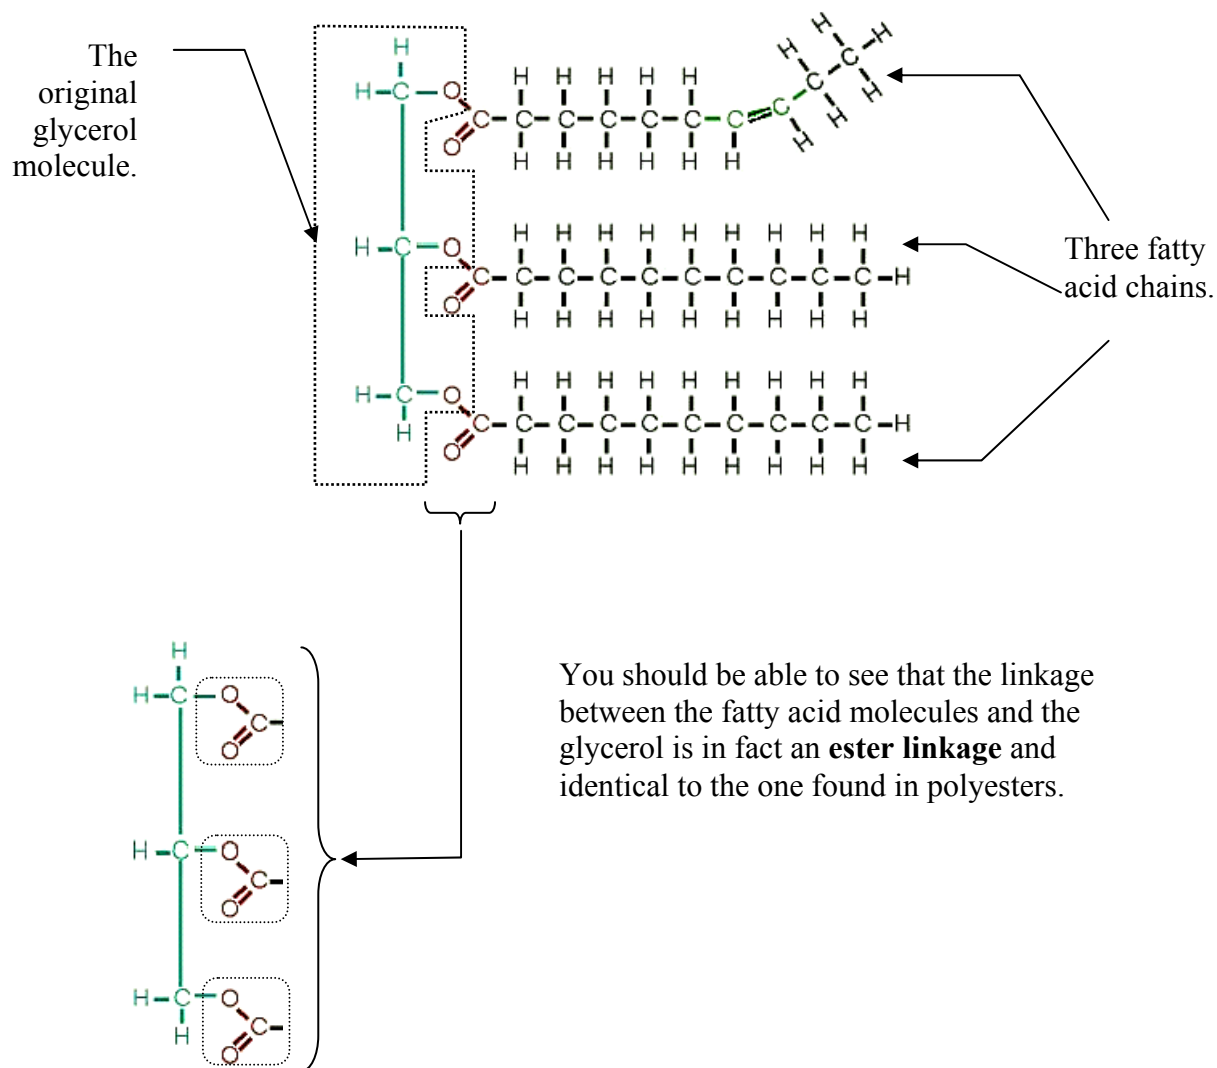 The
original
glycerol
molecule.
H
H C O C C C C C C C C C H
O
H H H H H H H H H H H H H H H
H C O C C C C C C C C C C H
O
H H H H H H H H H
H H H H H H H H H
Three fatty
acid chains.
H C O C C C C C C C C C C H
H O
H H H H H H H H H
H H H H H H H H H
H
H C O
O C
H C O
O C
H C O
H O C
You should be able to see that the linkage
between the fatty acid molecules and the
glycerol is in fact an ester linkage and
identical to the one found in polyesters.